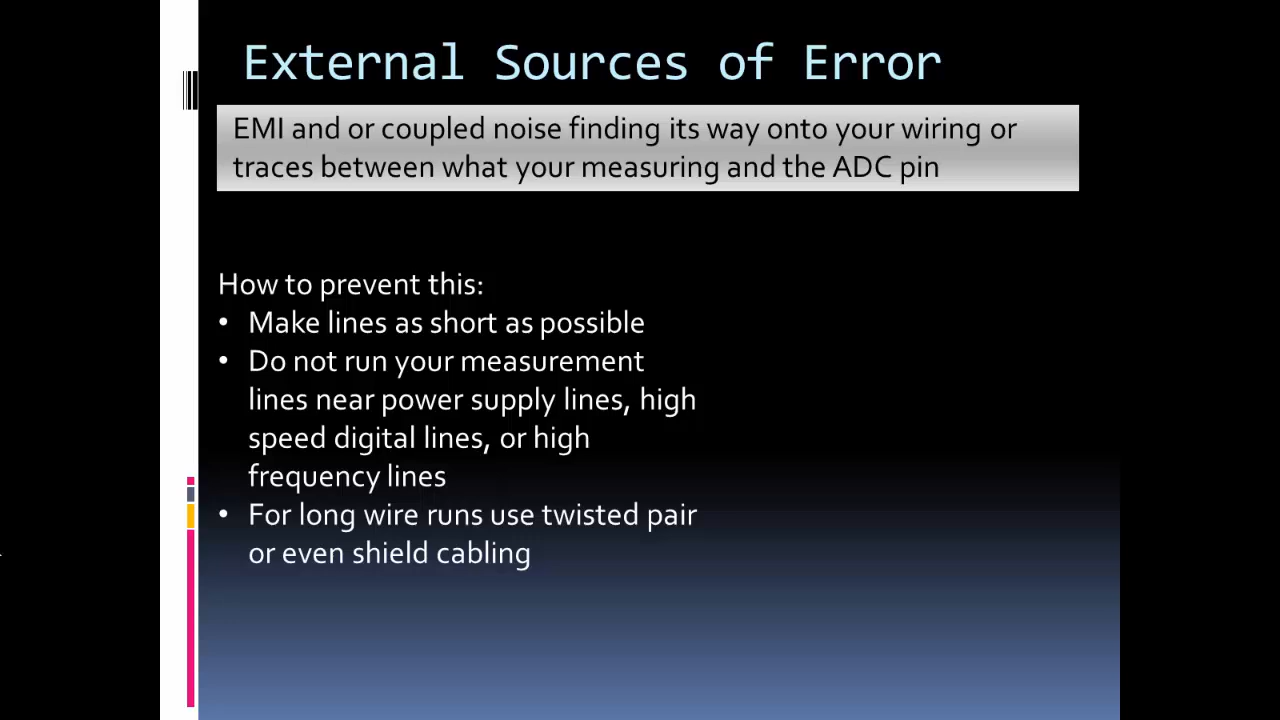 External Sources of Error
EMI and or coupled noise finding its way onto your wiring or
traces between what your measuring and the ADC pin
How to prevent this:
• Make lines as short as possible
• Do not run your measurement
lines near power supply lines, high
speed digital lines, or high
frequency lines
• For long wire runs use twisted pair
or even shield cabling